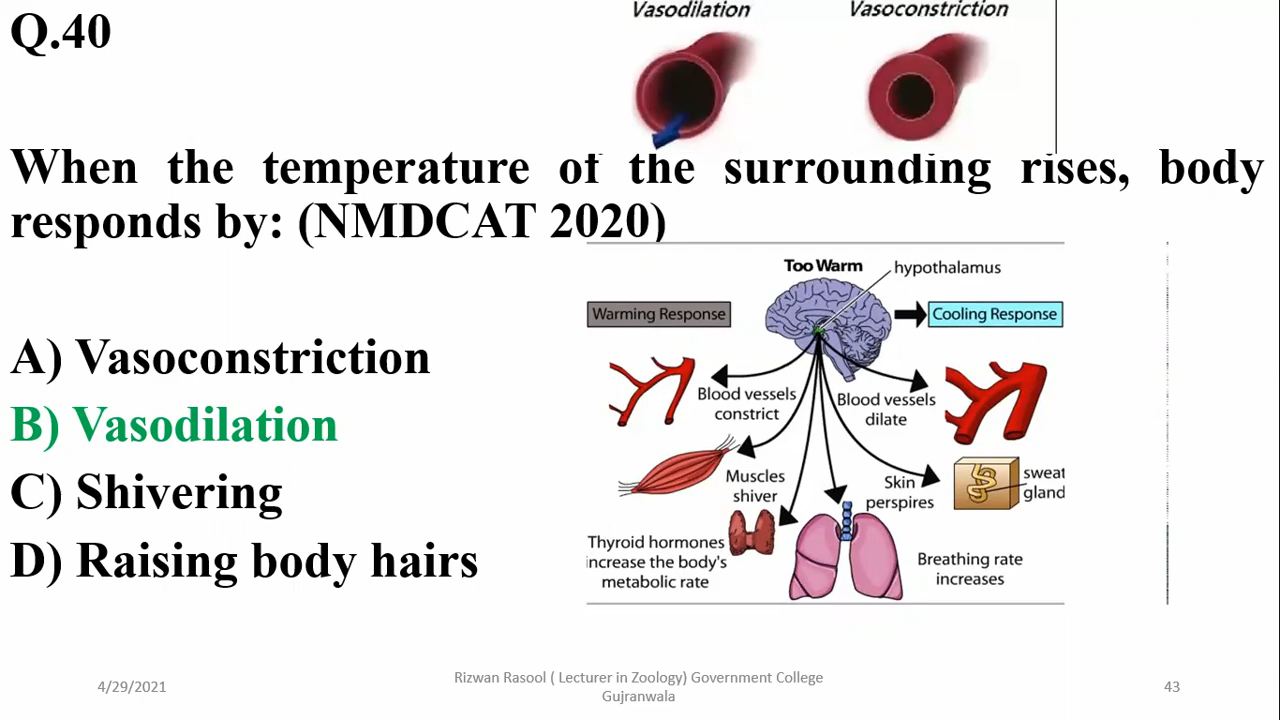 Q.40
Vasodilation
Vasoconstriction
When the temperature of the surrounding rises, body
responds by: (NMDCAT 2020)
A) Vasoconstriction
B) Vasodilation
C) Shivering
D) Raising body hairs
Too Warm
hypothalamus
Warming Response
Cooling Response
Blood vessels
constrict
Blood vessels
dilate
Muscles
shiver
Skin
perspires
sweat
gland
Thyroid hormones
increase the body's
metabolic rate
Breathing rate
increases
4/29/2021
Rizwan Rasool ( Lecturer in Zoology) Government College
Gujranwala
43